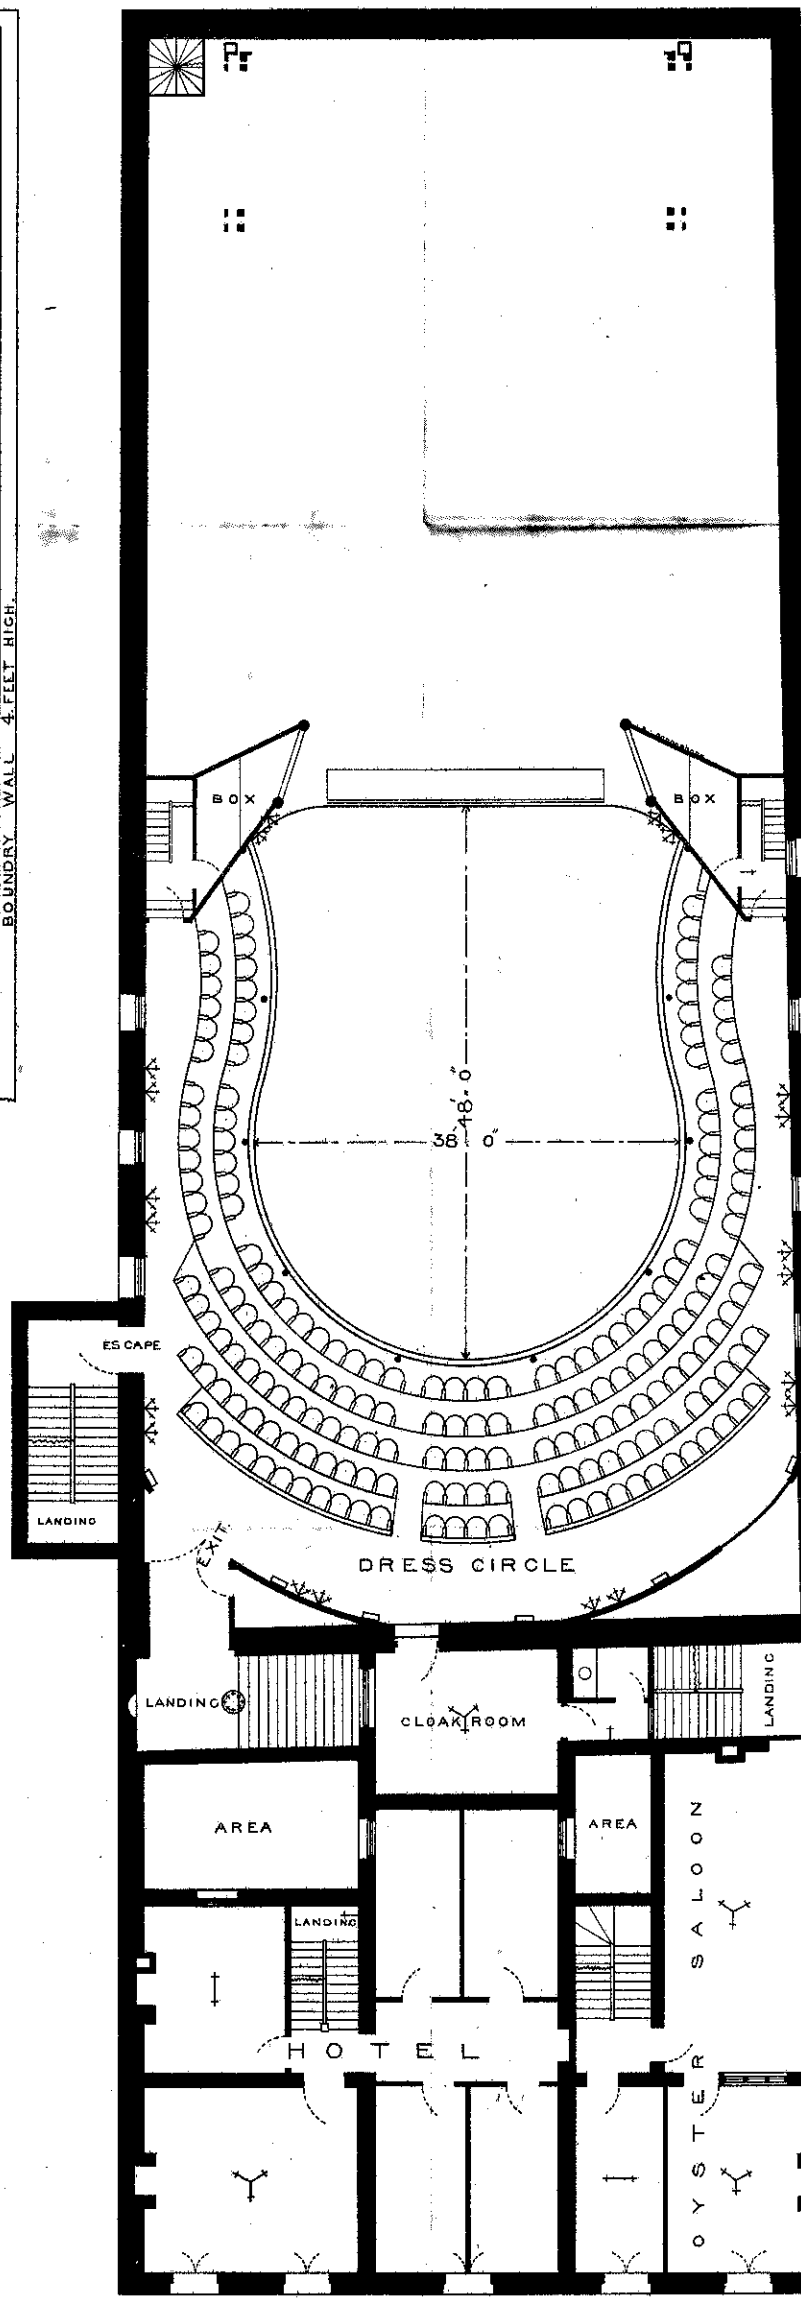 BOUNDRY WALL 4. FEET HIGH.
BOX
BOX
48'. 0"
38' 0"
ESCAPE
LANDING
EXIT
DRESS CIRCLE
LANDING
CLOAK ROOM
LANDING
AREA
AREA
LANDING
HOTEL
OYSTER SALOON